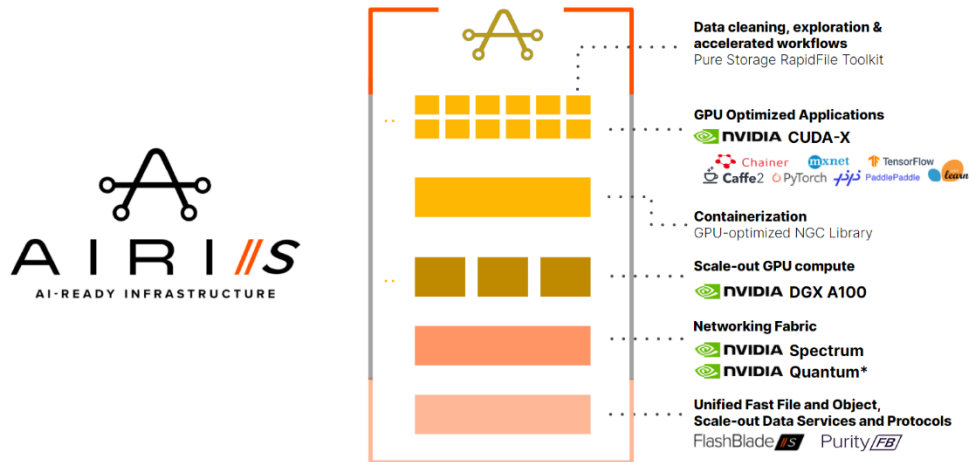 AIRI//S
AI-READY INFRASTRUCTURE
Data cleaning, exploration &
accelerated workflows
Pure Storage RapidFile Toolkit
GPU Optimized Applications
NVIDIA CUDA-X
Chainer mxnet TensorFlow
Caffe2 PyTorch PaddlePaddle learn
Containerization
GPU-optimized NGC Library
Scale-out GPU compute
NVIDIA DGX A100
Networking Fabric
NVIDIA Spectrum
NVIDIA Quantum*
Unified Fast File and Object,
Scale-out Data Services and Protocols
FlashBlade//S Purity/FB/